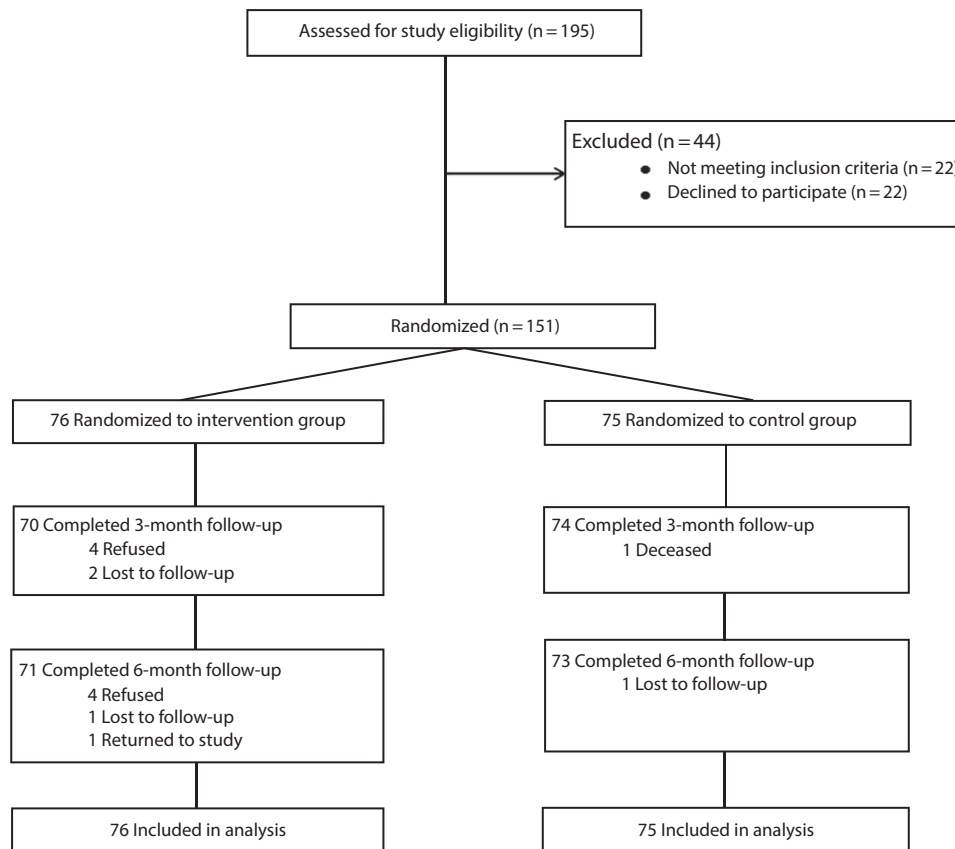 Assessed for study eligibility (n = 195)
Excluded (n = 44)
• Not meeting inclusion criteria (n = 22)
• Declined to participate (n = 22)
Randomized (n = 151)
76 Randomized to intervention group
75 Randomized to control group
70 Completed 3-month follow-up
4 Refused
2 Lost to follow-up
74 Completed 3-month follow-up
1 Deceased
71 Completed 6-month follow-up
4 Refused
1 Lost to follow-up
1 Returned to study
73 Completed 6-month follow-up
1 Lost to follow-up
76 Included in analysis
75 Included in analysis